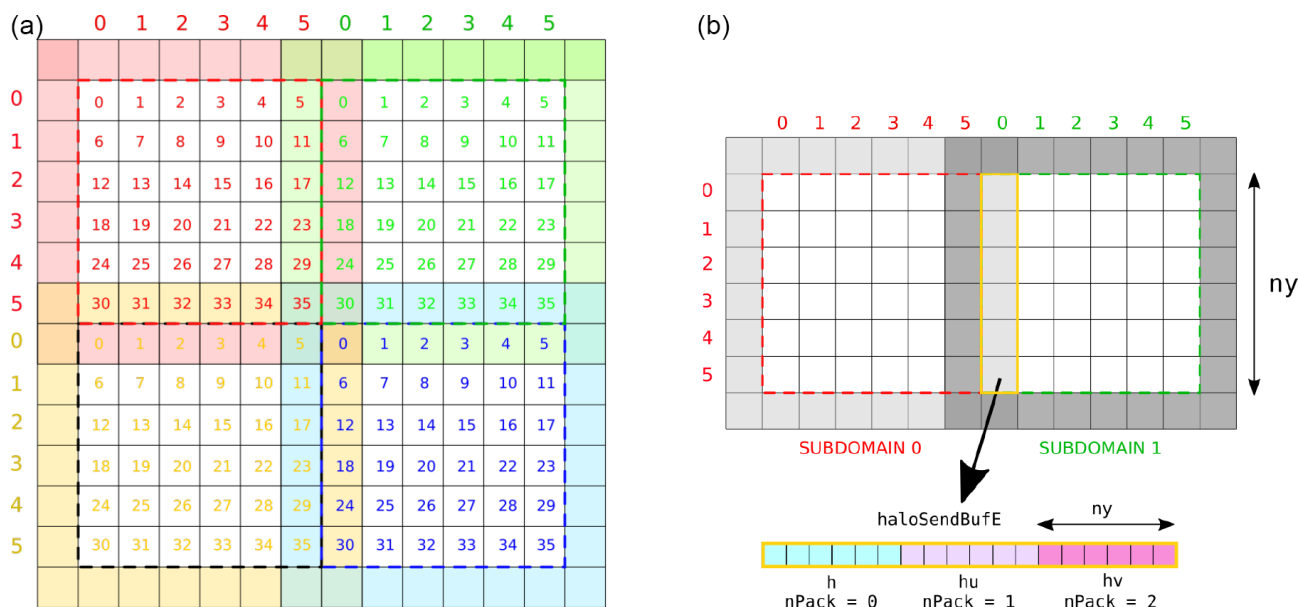 (a)
0 1 2 3 4 5 0 1 2 3 4 5
0 0 1 2 3 4 5 0 1 2 3 4 5
1 6 7 8 9 10 11 6 7 8 9 10 11
2 12 13 14 15 16 17 12 13 14 15 16 17
3 18 19 20 21 22 23 18 19 20 21 22 23
4 24 25 26 27 28 29 24 25 26 27 28 29
5 30 31 32 33 34 35 30 31 32 33 34 35
0 0 1 2 3 4 5 0 1 2 3 4 5
1 6 7 8 9 10 11 6 7 8 9 10 11
2 12 13 14 15 16 17 12 13 14 15 16 17
3 18 19 20 21 22 23 18 19 20 21 22 23
4 24 25 26 27 28 29 24 25 26 27 28 29
5 30 31 32 33 34 35 30 31 32 33 34 35
(b)
0 1 2 3 4 5 0 1 2 3 4 5
0
1
2
3
4
5
ny
SUBDOMAIN 0 SUBDOMAIN 1
haloSendBufE ny
h hu hv
nPack = 0 nPack = 1 nPack = 2